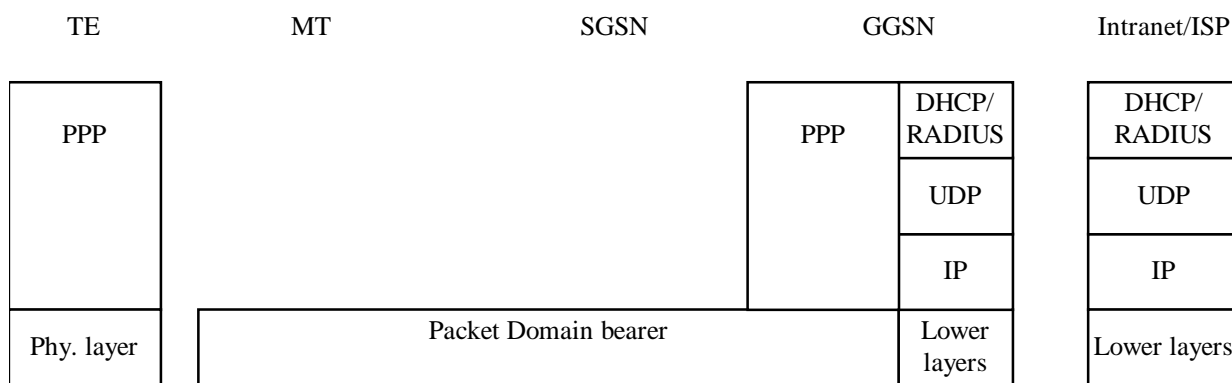 TE MT SGSN GGSN Intranet/ISP
DHCP/ DHCP/
PPP PPP RADIUS RADIUS
UDP UDP
IP IP
Packet Domain bearer Lower
Phy. layer layers Lower layers